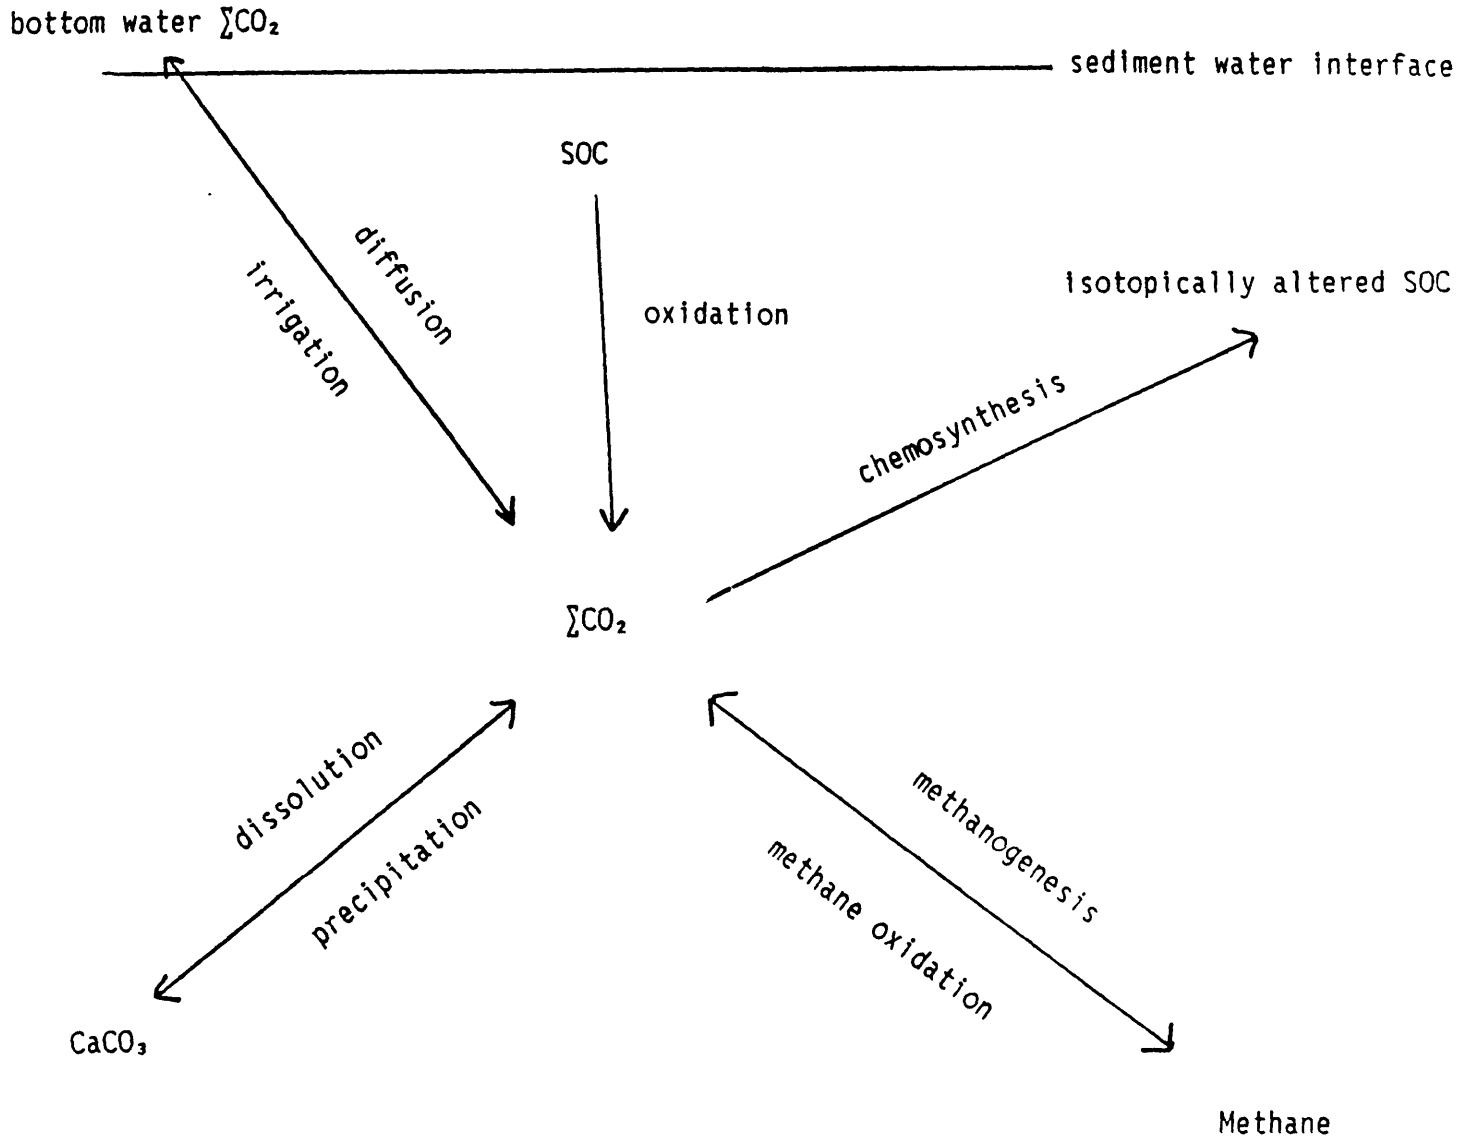 bottom water ∑CO₂
sediment water interface
SOC
diffusion
irrigation
isotopically altered SOC
oxidation
chemosynthesis
∑CO₂
dissolution
precipitation
methanogenesis
methane oxidation
CaCO₃
Methane